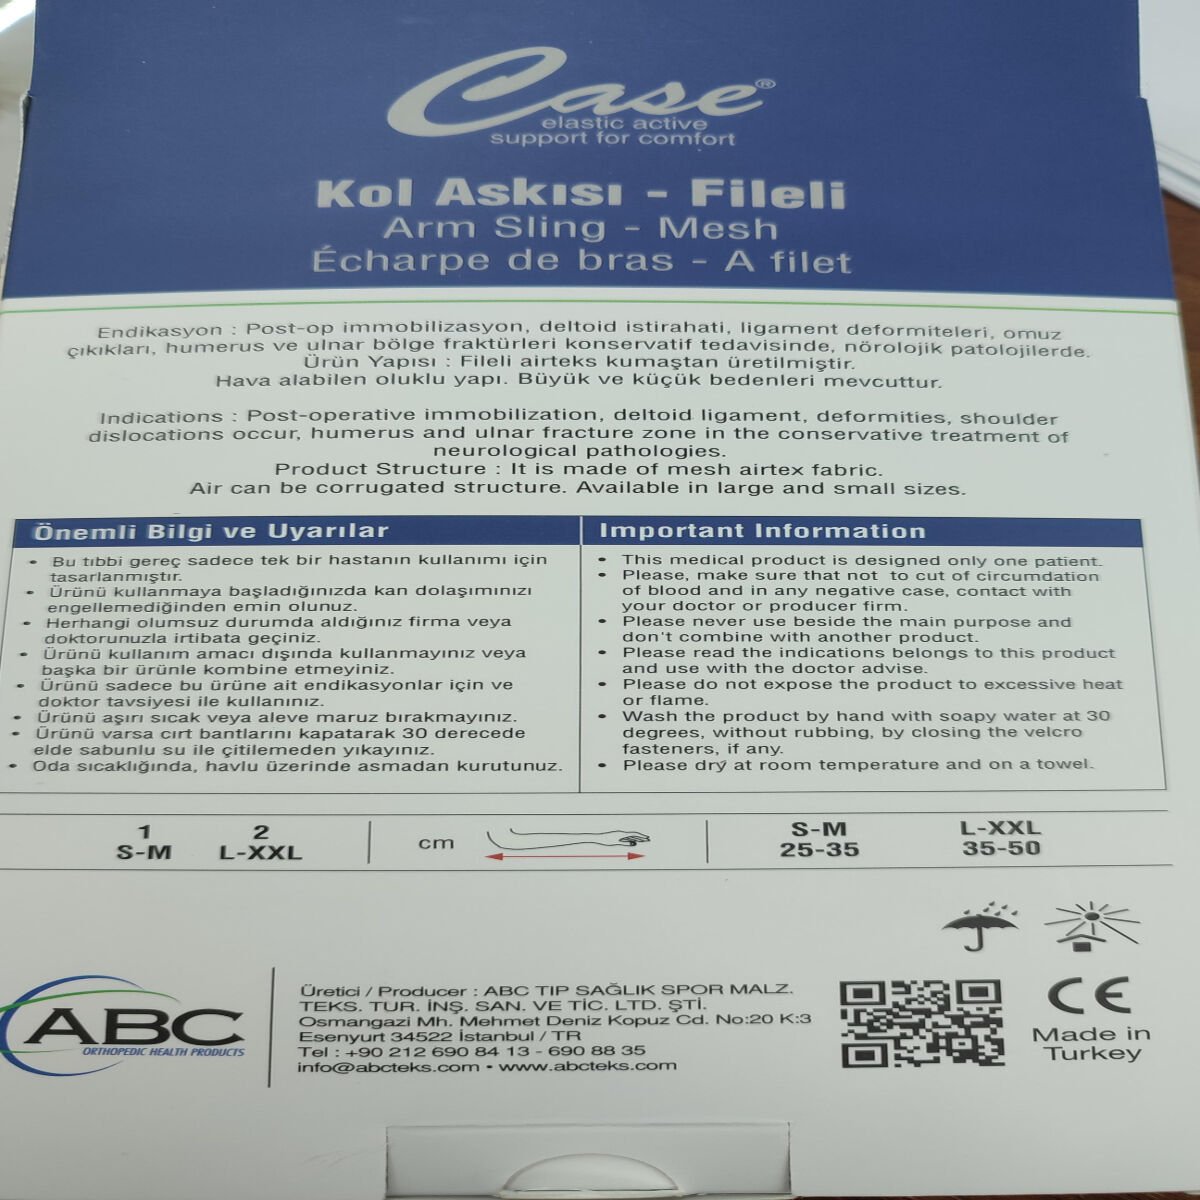 Case®
elastic active
support for comfort
Kol Askısı - Fileli
Arm Sling - Mesh
Écharpe de bras - A filet
Endikasyon : Post-op immobilizasyon, deltoid istirahati, ligament deformiteleri, omuz
çıkıkları, humerus ve ulnar bölge fraktürleri konservatif tedavisinde, nörolojik patolojilerde.
Ürün Yapısı : Fileli airteks kumaştan üretilmiştir.
Hava alabilen oluklu yapı. Büyük ve küçük bedenleri mevcuttur.
Indications : Post-operative immobilization, deltoid ligament, deformities, shoulder
dislocations occur, humerus and ulnar fracture zone in the conservative treatment of
neurological pathologies.
Product Structure : It is made of mesh airtex fabric.
Air can be corrugated structure. Available in large and small sizes.
Önemli Bilgi ve Uyarılar
• Bu tıbbi gereç sadece tek bir hastanın kullanımı için
tasarlanmıştır.
• Ürünü kullanmaya başladığınızda kan dolaşımınızı
engellemediğinden emin olunuz.
• Herhangi olumsuz durumda aldığınız firma veya
doktorunuzla irtibata geçiniz.
• Ürünü kullanım amacı dışında kullanmayınız veya
başka bir ürünle kombine etmeyiniz.
• Ürünü sadece bu ürüne ait endikasyonlar için ve
doktor tavsiyesi ile kullanınız.
• Ürünü aşırı sıcak veya aleve maruz bırakmayınız.
• Ürünü varsa cırt bantlarını kapatarak 30 derecede
elde sabunlu su ile çitilemeden yıkayınız.
• Oda sıcaklığında, havlu üzerinde asmadan kurutunuz.
Important Information
• This medical product is designed only one patient.
• Please, make sure that not to cut of circumdation
of blood and in any negative case, contact with
your doctor or producer firm.
• Please never use beside the main purpose and
don't combine with another product.
• Please read the indications belongs to this product
and use with the doctor advise.
• Please do not expose the product to excessive heat
or flame.
• Wash the product by hand with soapy water at 30
degrees, without rubbing, by closing the velcro
fasteners, if any.
• Please dry at room temperature and on a towel.
1 2
S-M L-XXL
cm
S-M L-XXL
25-35 35-50
ABC
ORTHOPEDIC HEALTH PRODUCTS
Üretici / Producer : ABC TIP SAĞLIK SPOR MALZ.
TEKS. TUR. İNŞ. SAN. VE TİC. LTD. ŞTİ.
Osmangazi Mh. Mehmet Deniz Kopuz Cd. No:20 K:3
Esenyurt 34522 İstanbul / TR
Tel : +90 212 690 84 13 - 690 88 35
info@abcteks.com • www.abcteks.com
CE
Made in
Turkey